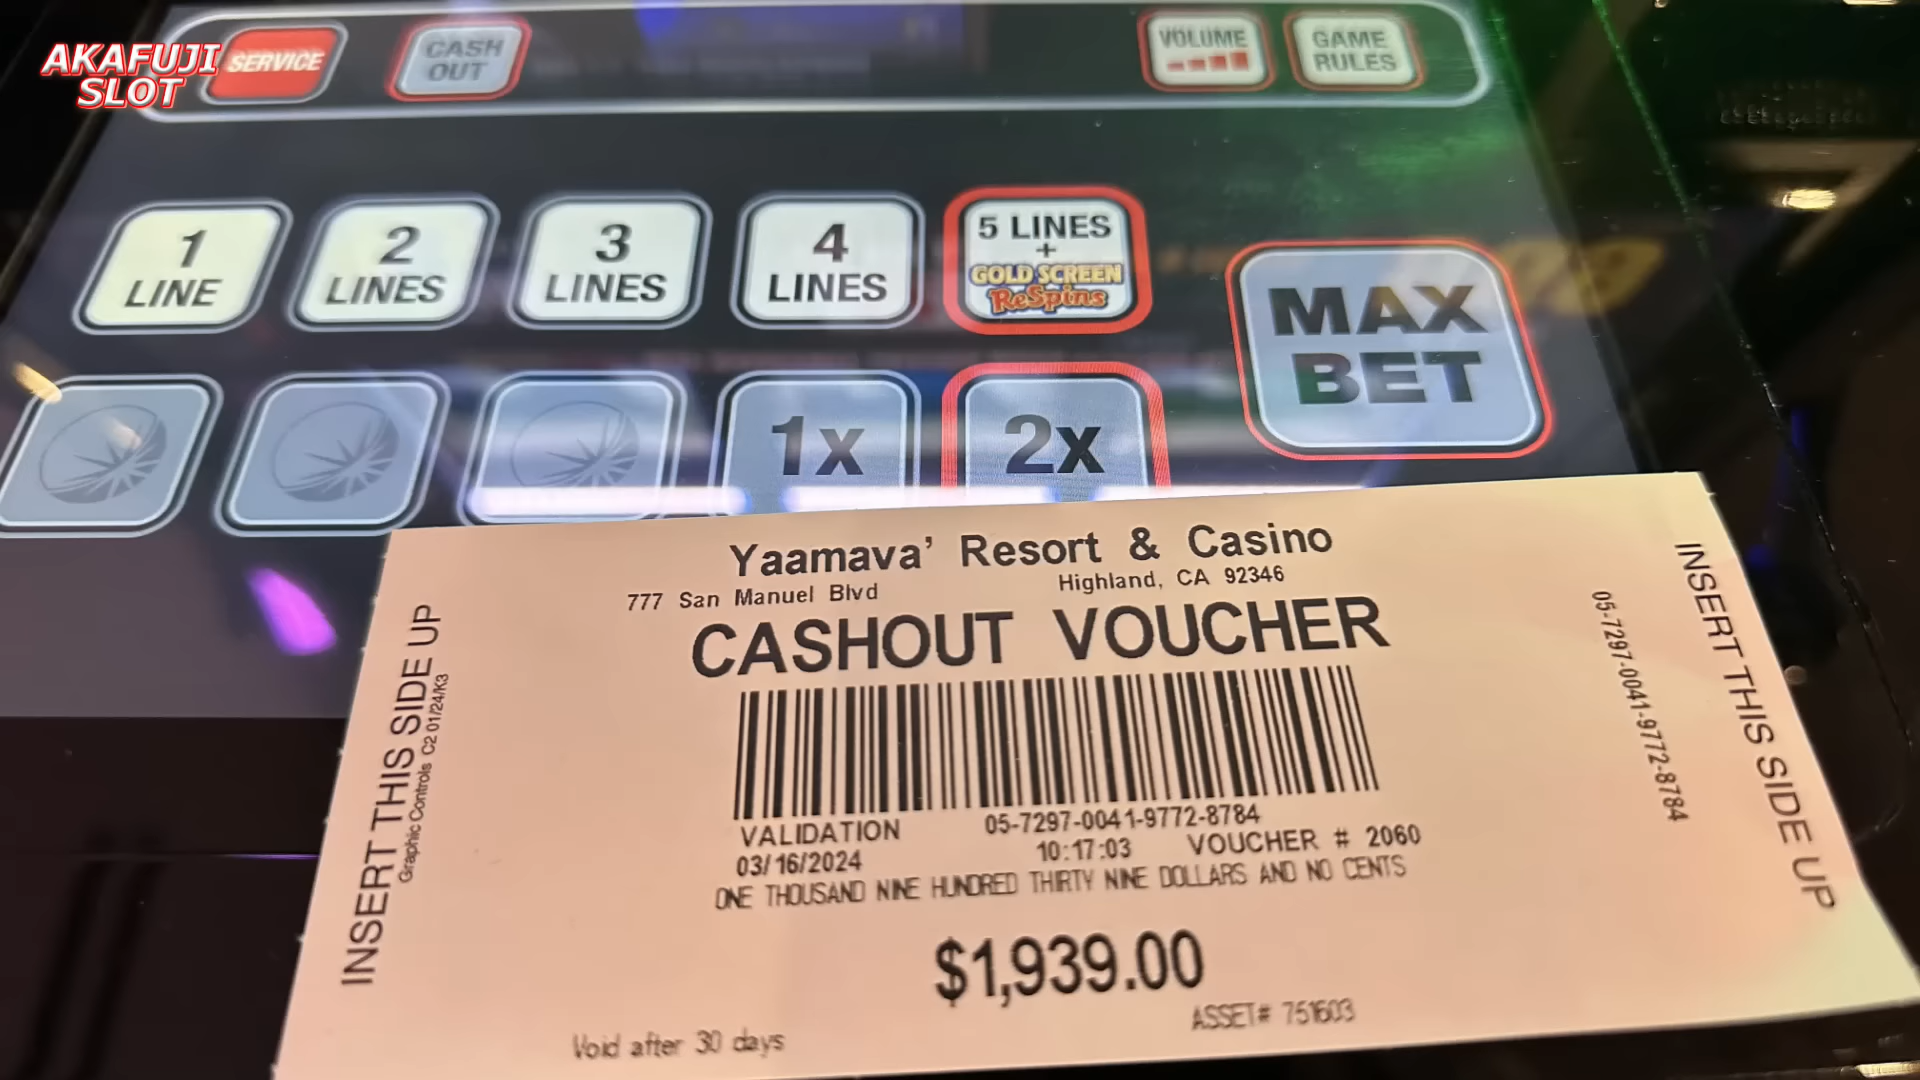 AKAFUJI
SLOT
SERVICE
CASH
OUT
VOLUME
GAME
RULES
1
LINE
2
LINES
3
LINES
4
LINES
5 LINES
+
GOLD SCREEN
ReSpins
MAX
BET
1x
2x
Yaamava' Resort & Casino
777 San Manuel Blvd Highland, CA 92346
CASHOUT VOUCHER
VALIDATION 05-7297-0041-9772-8784
03/16/2024 10:17:03 VOUCHER # 2060
ONE THOUSAND NINE HUNDRED THIRTY NINE DOLLARS AND NO CENTS
$1,939.00
Void after 30 days ASSET# 751603
INSERT THIS SIDE UP
Graphic Controls C2 01/24/K3
05-7297-0041-9772-8784
INSERT THIS SIDE UP